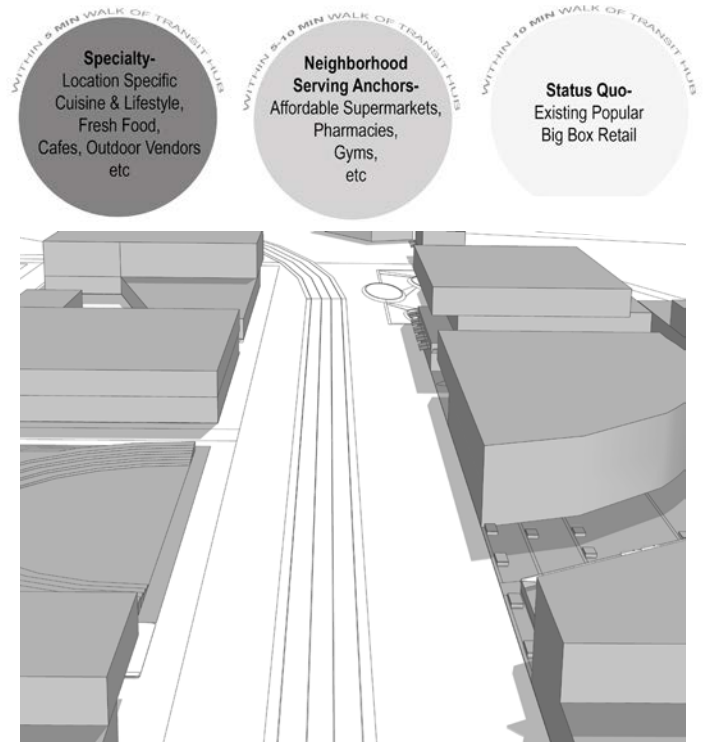 WITHIN 5 MIN WALK OF TRANSIT HUB
Specialty-
Location Specific
Cuisine & Lifestyle,
Fresh Food,
Cafes, Outdoor Vendors
etc
WITHIN 5-10 MIN WALK OF TRANSIT HUB
Neighborhood
Serving Anchors-
Affordable Supermarkets,
Pharmacies,
Gyms,
etc
WITHIN 10 MIN WALK OF TRANSIT HUB
Status Quo-
Existing Popular
Big Box Retail